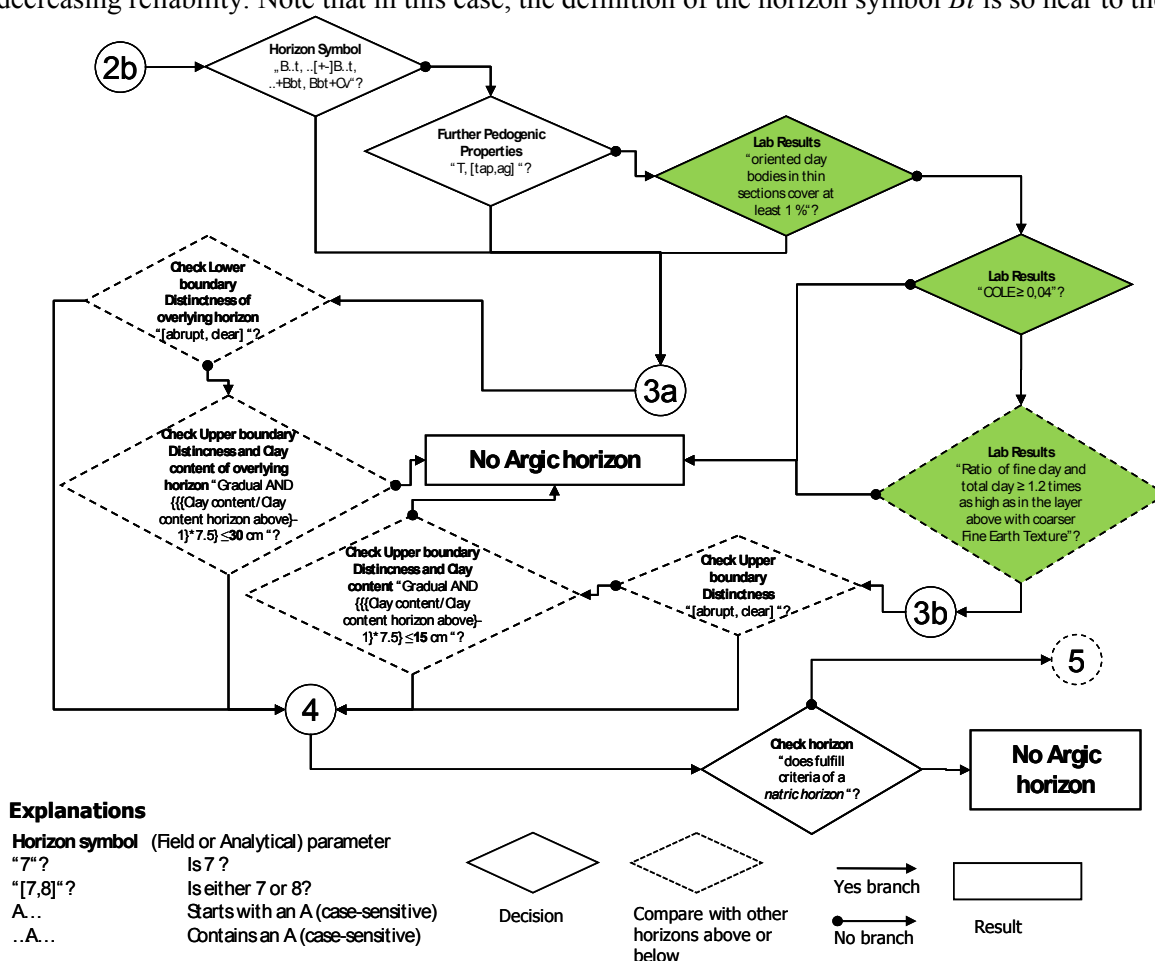 decreasing reliability. Note that in this case, the definition of the horizon symbol Bt is so near to the
2b
Horizon Symbol
„B..t, ..[+-]B..t,
..+Bbt, Bbt+Cv“?
Further Pedogenic
Properties
“T, [tap,ag] “?
Lab Results
“oriented clay
bodies in thin
sections cover at
least 1 %“?
Check Lower
boundary
Distinctness of
overlying horizon
“[abrupt, clear] “?
Lab Results
“COLE ≥ 0,04”?
3a
Check Upper boundary
Distincness and Clay
content of overlying
horizon “Gradual AND
{{{Clay content/Clay
content horizon above}–
1}*7.5} ≤30 cm “?
No Argic horizon
Lab Results
“Ratio of fine clay and
total clay ≥ 1.2 times
as high as in the layer
above with coarser
Fine Earth Texture”?
Check Upper boundary
Distincness and Clay
content “Gradual AND
{{{Clay content/Clay
content horizon above}–
1}*7.5} ≤15 cm “?
Check Upper
boundary
Distinctness
“[abrupt, clear] “?
3b
5
4
Check horizon
“does fulfill
criteria of a
natric horizon “?
No Argic
horizon
Explanations
Horizon symbol (Field or Analytical) parameter
“7“? Is 7 ?
“[7,8]“? Is either 7 or 8?
A… Starts with an A (case-sensitive)
..A… Contains an A (case-sensitive)
Decision
Compare with other
horizons above or
below
Yes branch
No branch
Result